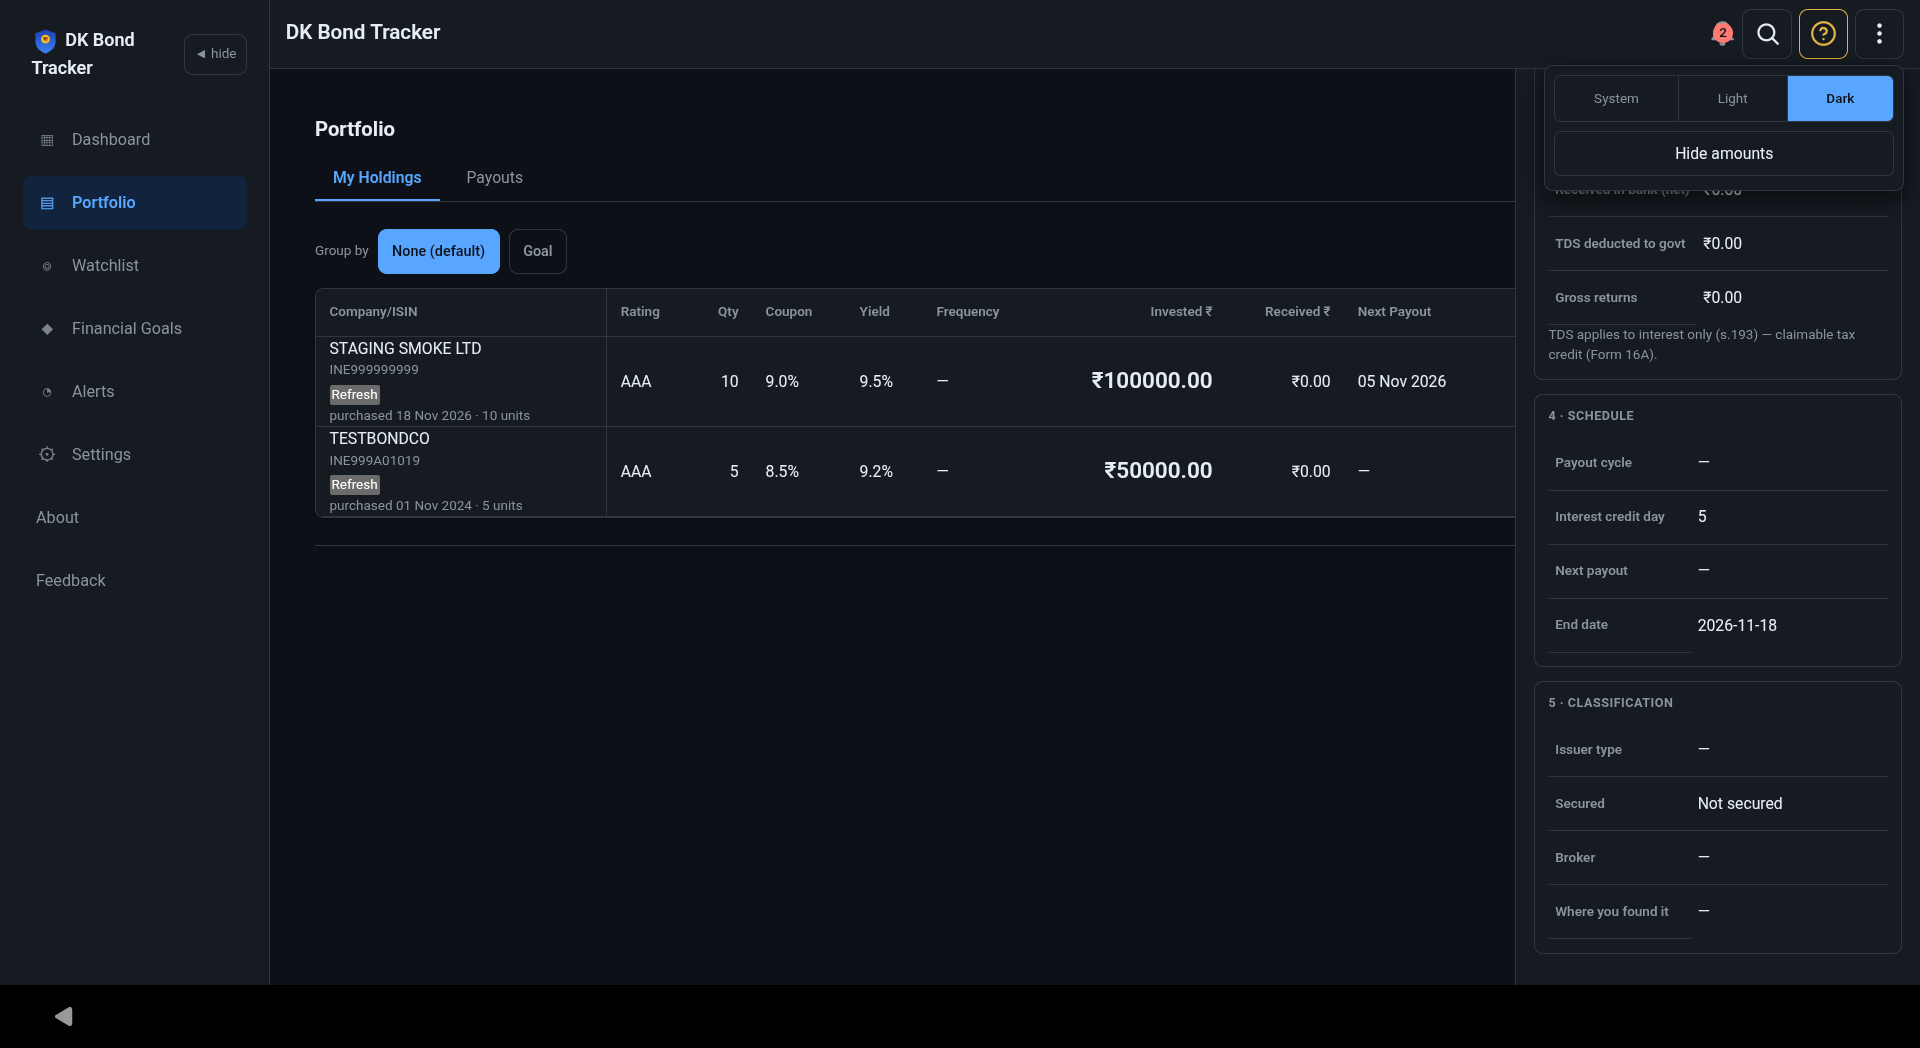 DK Bond
Tracker
◄ hide
Dashboard
Portfolio
Watchlist
Financial Goals
Alerts
Settings
About
Feedback
DK Bond Tracker
2
System Light Dark
Hide amounts
Portfolio
My Holdings Payouts
Group by None (default) Goal
Company/ISIN Rating Qty Coupon Yield Frequency Invested ₹ Received ₹ Next Payout
STAGING SMOKE LTD
INE999999999
Refresh
purchased 18 Nov 2026 · 10 units
AAA 10 9.0% 9.5% — ₹100000.00 ₹0.00 05 Nov 2026
TESTBONDCO
INE999A01019
Refresh
purchased 01 Nov 2024 · 5 units
AAA 5 8.5% 9.2% — ₹50000.00 ₹0.00 —
Received in bank (net) ₹0.00
TDS deducted to govt ₹0.00
Gross returns ₹0.00
TDS applies to interest only (s.193) — claimable tax
credit (Form 16A).
4 · SCHEDULE
Payout cycle —
Interest credit day 5
Next payout —
End date 2026-11-18
5 · CLASSIFICATION
Issuer type —
Secured Not secured
Broker —
Where you found it —